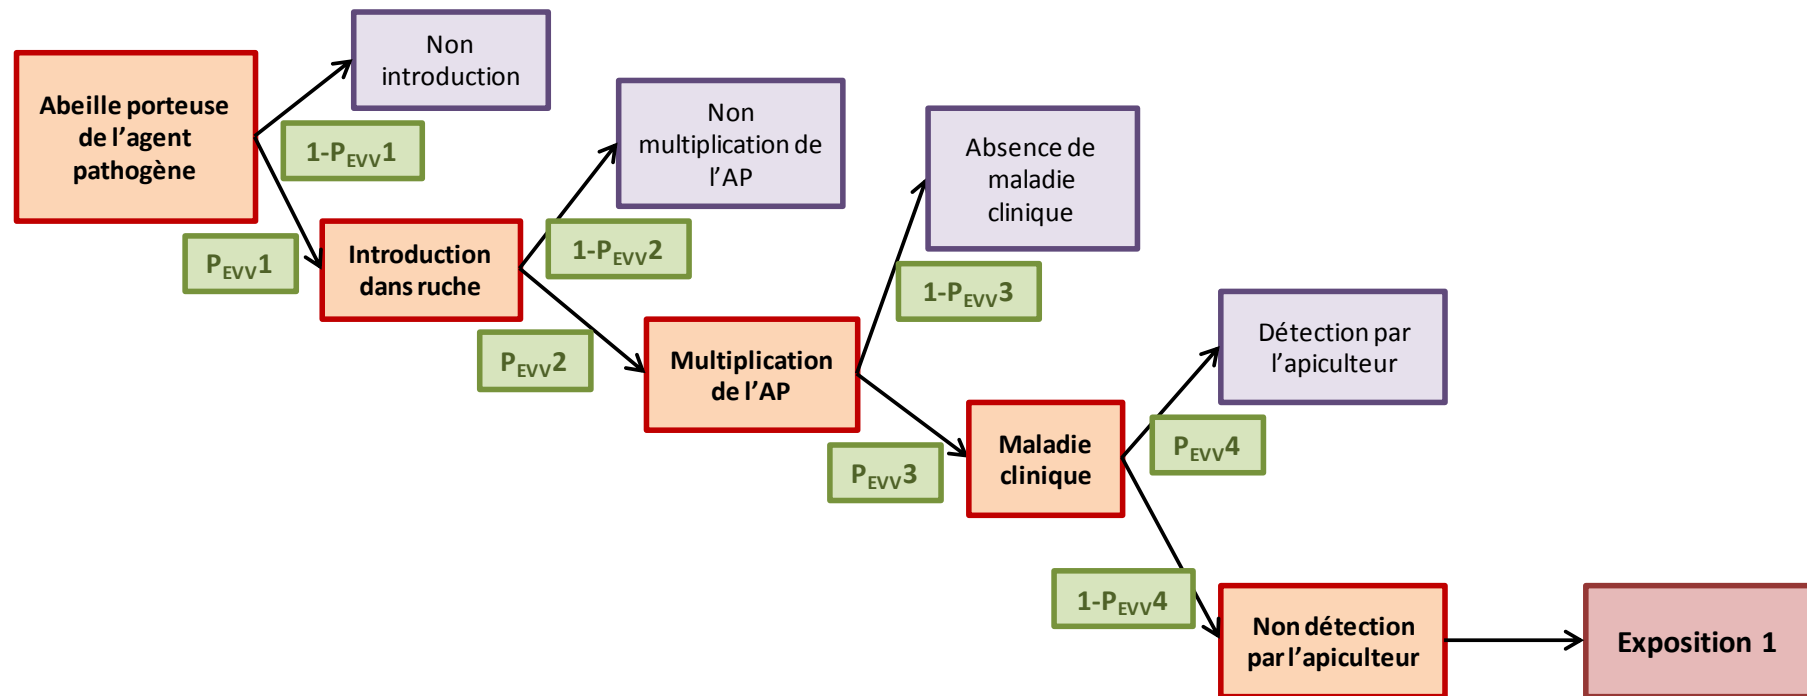 Abeille porteuse
de l’agent
pathogène
Non
introduction
1-PEVV1
PEVV1
Introduction
dans ruche
Non
multiplication de
l’AP
1-PEVV2
PEVV2
Multiplication
de l’AP
Absence de
maladie
clinique
1-PEVV3
PEVV3
Maladie
clinique
Détection par
l’apiculteur
PEVV4
1-PEVV4
Non détection
par l’apiculteur
Exposition 1